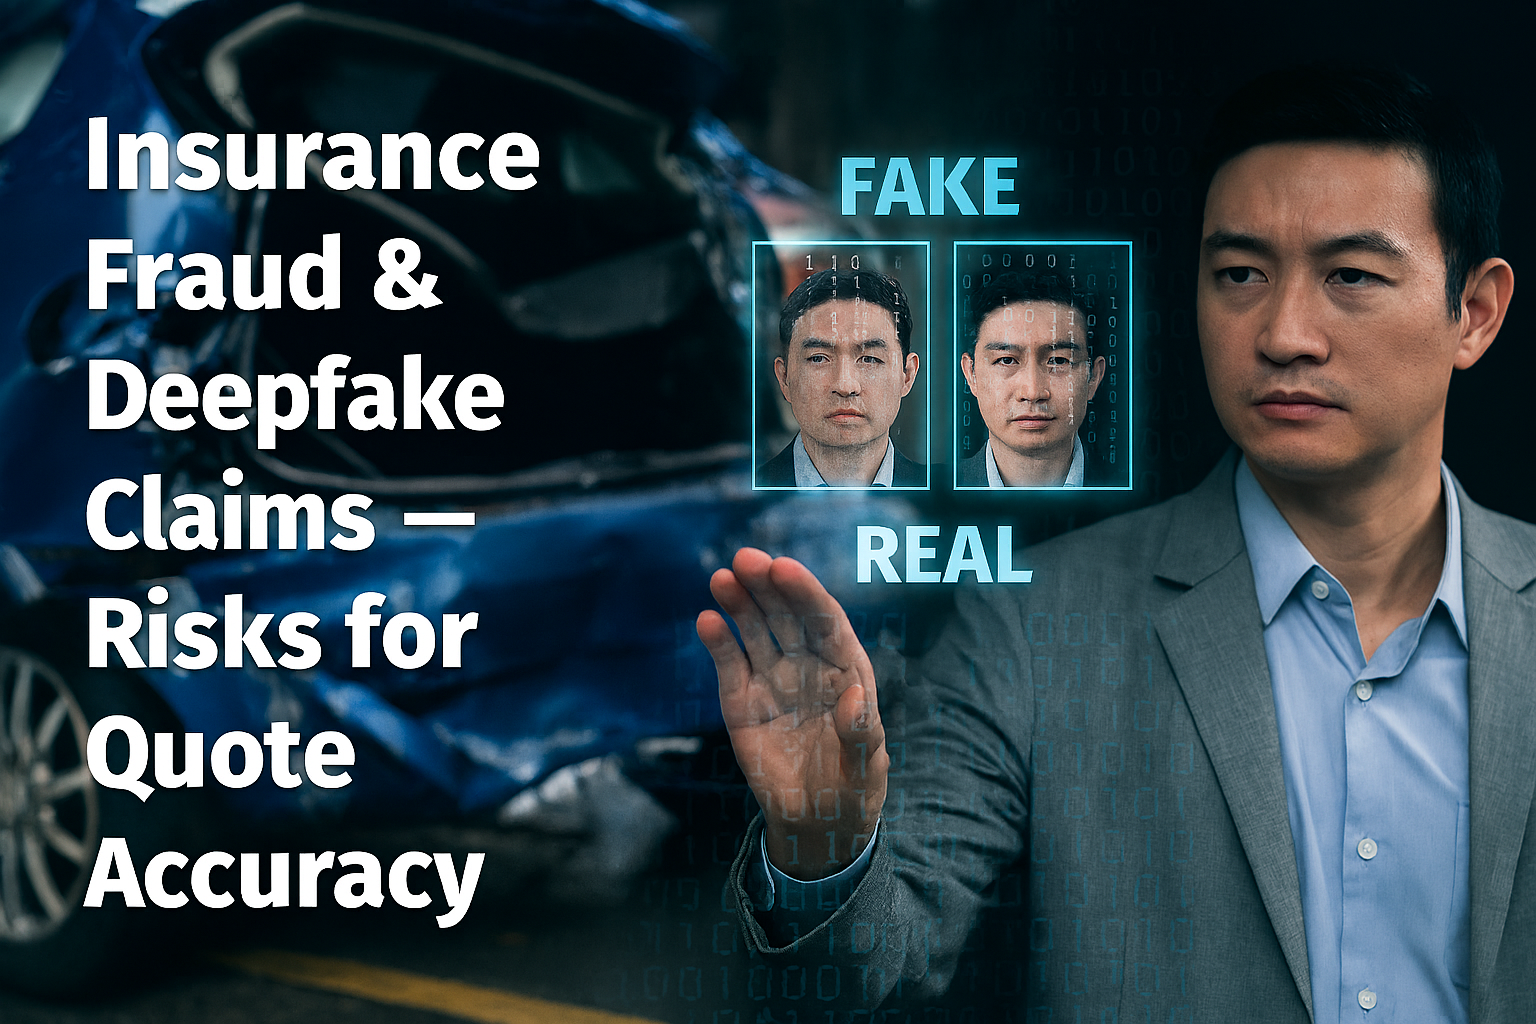 Insurance
Fraud &
Deepfake
Claims —
Risks for
Quote
Accuracy
FAKE
REAL